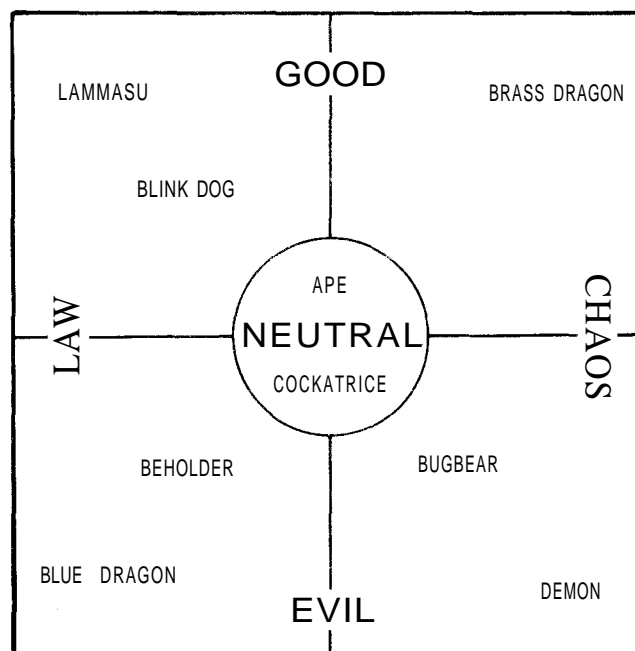 GOOD
LAMMASU
BRASS DRAGON
BLINK DOG
APE
LAW
NEUTRAL
CHAOS
COCKATRICE
BEHOLDER
BUGBEAR
BLUE DRAGON
DEMON
EVIL